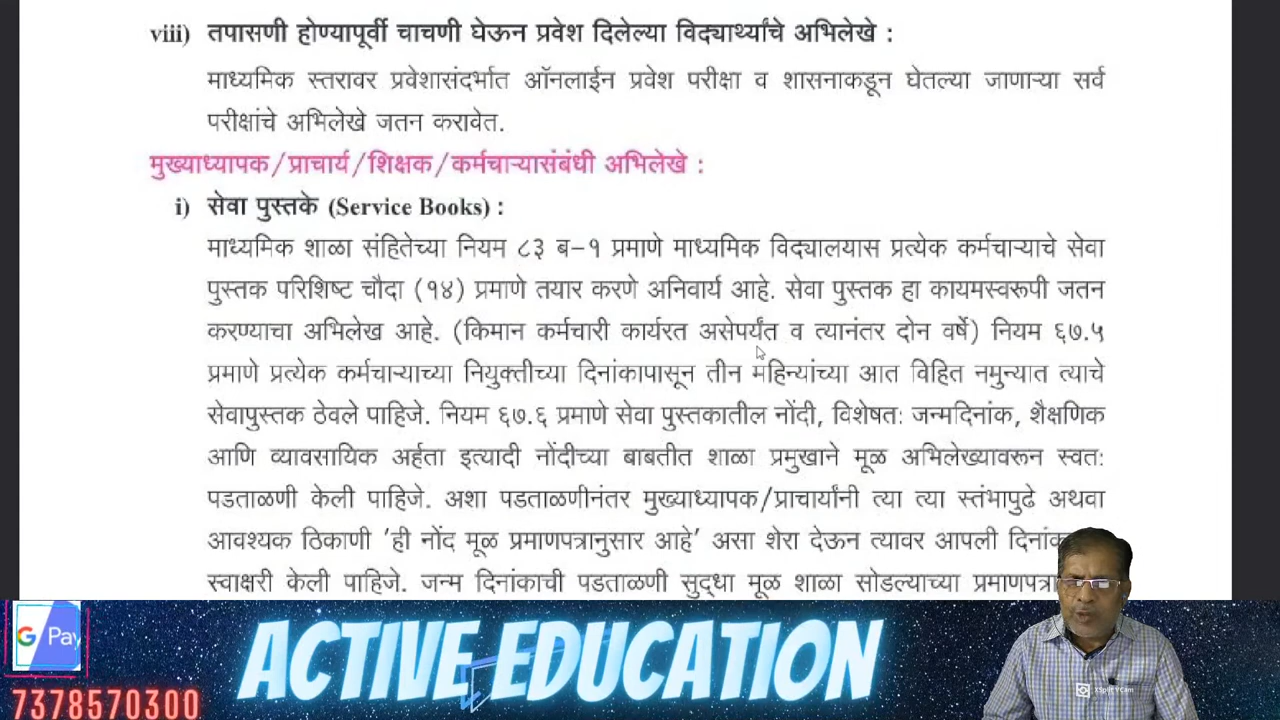 viii) तपासणी होण्यापूर्वी चाचणी घेऊन प्रवेश दिलेल्या विद्यार्थ्यांचे अभिलेखे :
माध्यमिक स्तरावर प्रवेशासंदर्भात ऑनलाईन प्रवेश परीक्षा व शासनाकडून घेतल्या जाणाऱ्या सर्व
परीक्षांचे अभिलेखे जतन करावेत.
मुख्याध्यापक/प्राचार्य/शिक्षक/कर्मचाऱ्यासंबंधी अभिलेखे :
i) सेवा पुस्तके (Service Books) :
माध्यमिक शाळा संहितेच्या नियम ८३ ब-१ प्रमाणे माध्यमिक विद्यालयास प्रत्येक कर्मचाऱ्याचे सेवा
पुस्तक परिशिष्ट चौदा (१४) प्रमाणे तयार करणे अनिवार्य आहे. सेवा पुस्तक हा कायमस्वरूपी जतन
करण्याचा अभिलेख आहे. (किमान कर्मचारी कार्यरत असेपर्यंत व त्यानंतर दोन वर्षे) नियम ६७.५
प्रमाणे प्रत्येक कर्मचाऱ्याच्या नियुक्तीच्या दिनांकापासून तीन महिन्यांच्या आत विहित नमुन्यात त्याचे
सेवापुस्तक ठेवले पाहिजे. नियम ६७.६ प्रमाणे सेवा पुस्तकातील नोंदी, विशेषतः जन्मदिनांक, शैक्षणिक
आणि व्यावसायिक अर्हता इत्यादी नोंदीच्या बाबतीत शाळा प्रमुखाने मूळ अभिलेख्यावरून स्वतः
पडताळणी केली पाहिजे. अशा पडताळणीनंतर मुख्याध्यापक/प्राचार्यांनी त्या त्या स्तंभापुढे अथवा
आवश्यक ठिकाणी 'ही नोंद मूळ प्रमाणपत्रानुसार आहे' असा शेरा देऊन त्यावर आपली
स्वाक्षरी केली पाहिजे. जन्म दिनांकाची पडताळणी सुद्धा मूळ शाळा सोडल्याच्या
G Pay
ACTIVE EDUCATION
7378570300
XSplit VCam